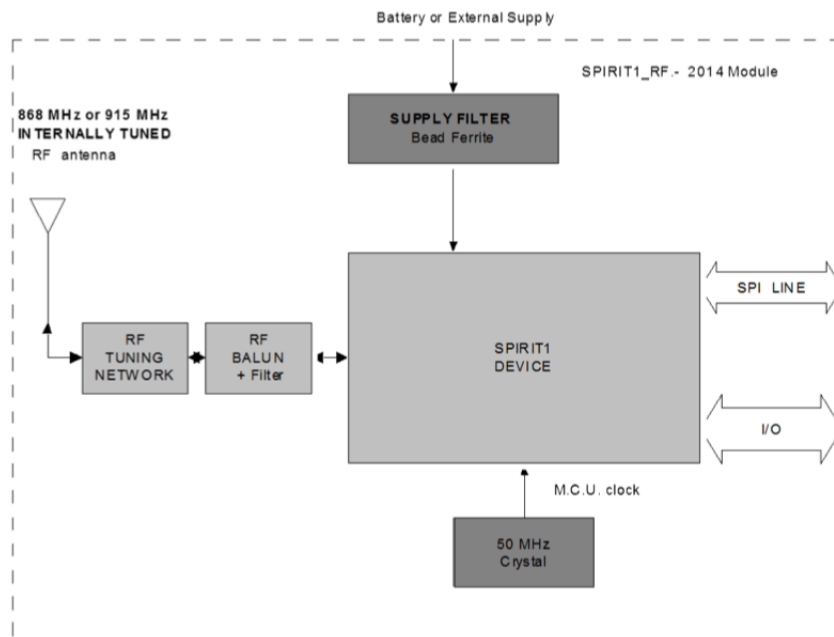 Battery or External Supply
SPIRIT1_RF.- 2014 Module
868 MHz or 915 MHz
INTERNALLY TUNED
RF antenna
SUPPLY FILTER
Bead Ferrite
SPI LINE
RF
TUNING
NETWORK
RF
BALUN
+ Filter
SPIRIT1
DEVICE
I/O
M.C.U. clock
50 MHz
Crystal